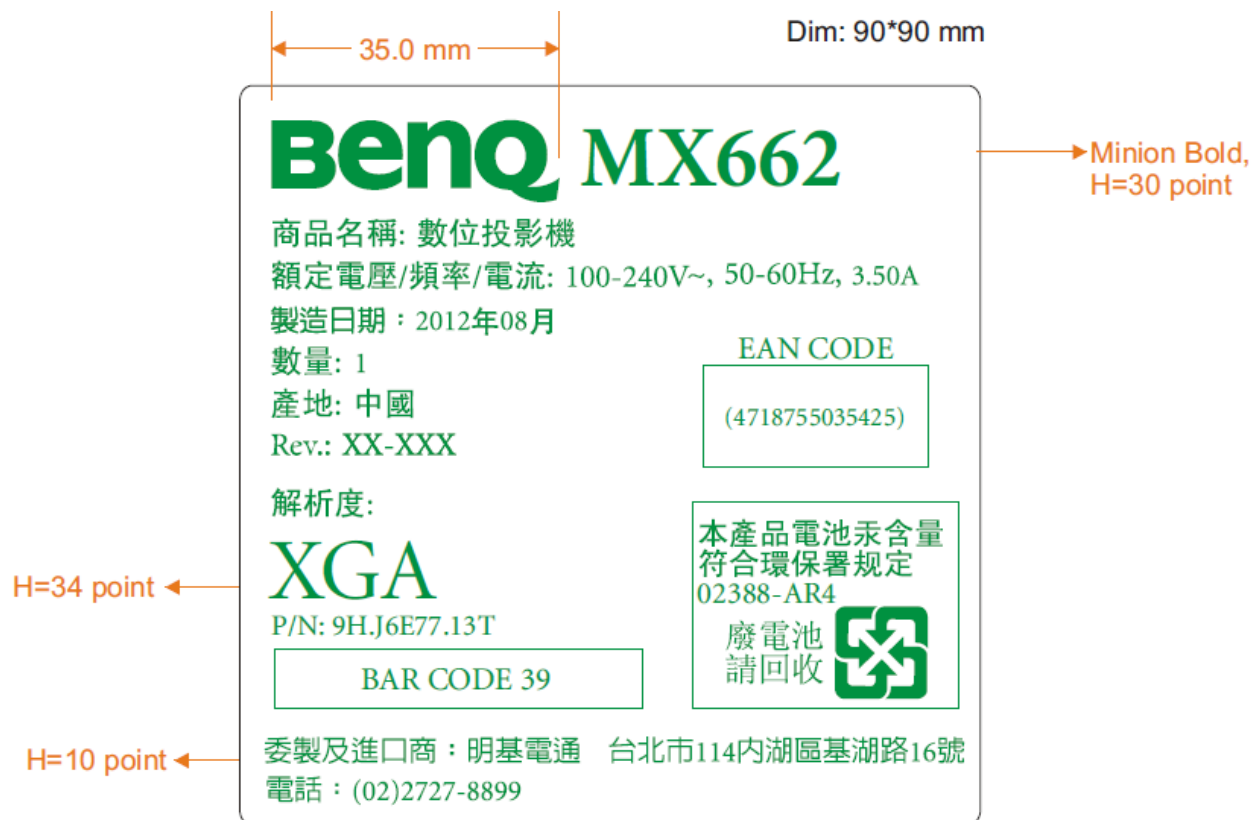 35.0 mm
Dim: 90*90 mm
BenQ MX662
Minion Bold,
H=30 point
商品名稱: 數位投影機
額定電壓/頻率/電流: 100-240V~, 50-60Hz, 3.50A
製造日期：2012年08月
數量: 1
產地: 中國
Rev.: XX-XXX
EAN CODE
(4718755035425)
解析度:
XGA
H=34 point
P/N: 9H.J6E77.13T
BAR CODE 39
本產品電池汞含量
符合環保署规定
02388-AR4
廢電池
請回收
H=10 point
委製及進口商：明基電通 台北市114内湖區基湖路16號
電話：(02)2727-8899